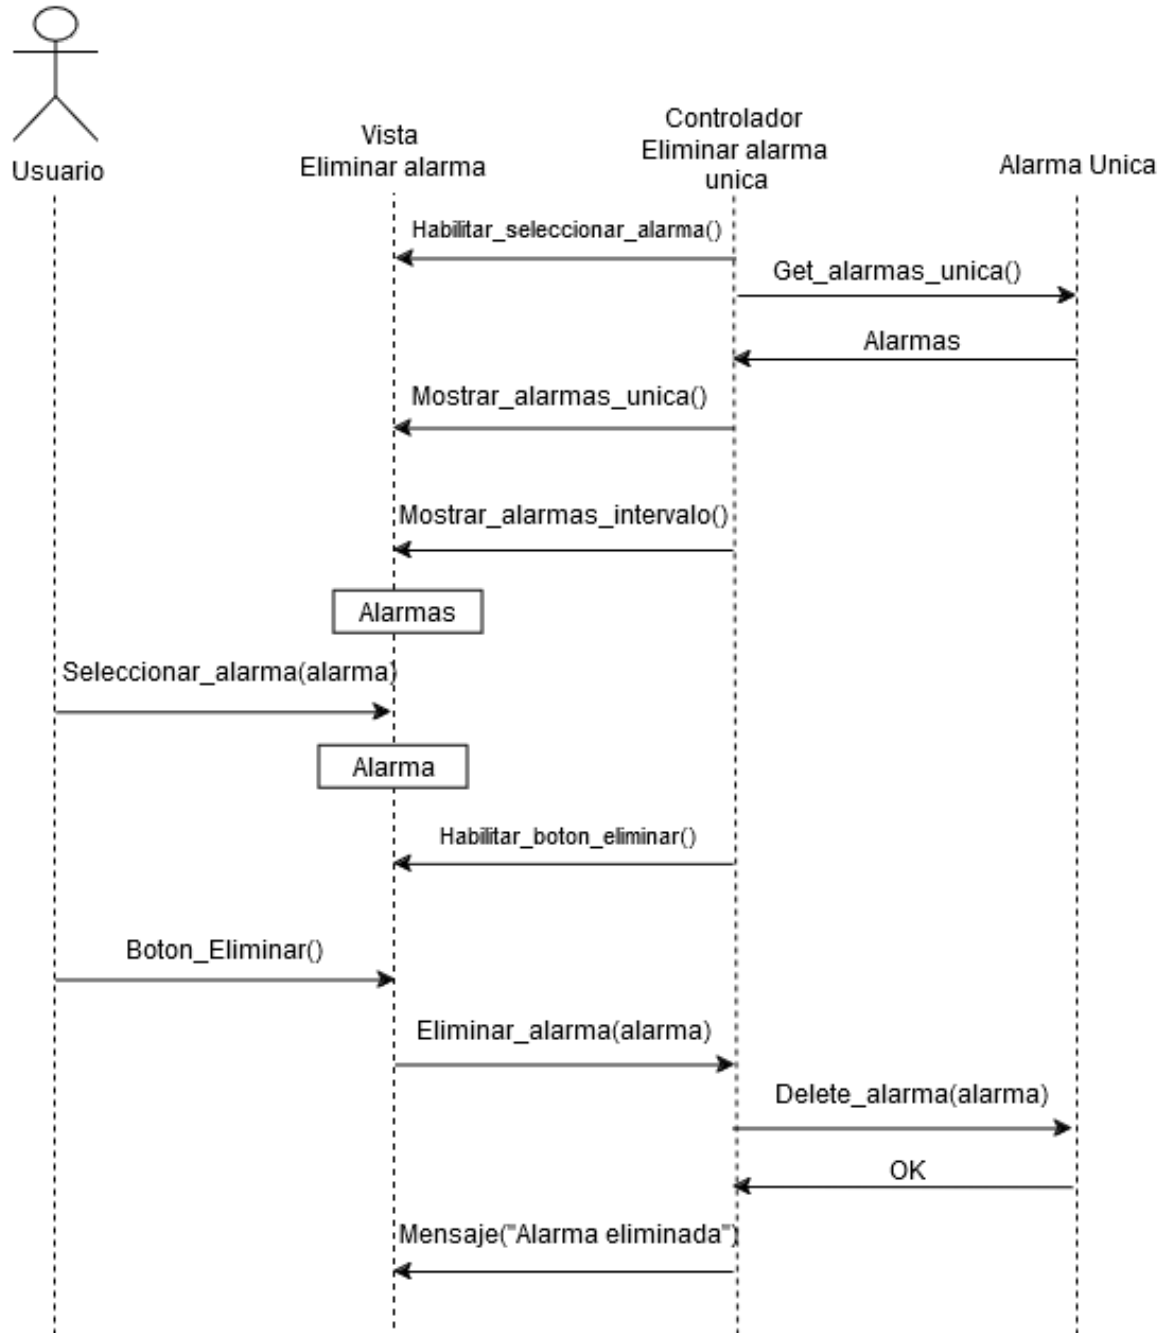 Usuario
Vista
Eliminar alarma
Controlador
Eliminar alarma
unica
Alarma Unica
Habilitar_seleccionar_alarma()
Get_alarmas_unica()
Alarmas
Mostrar_alarmas_unica()
Mostrar_alarmas_intervalo()
Alarmas
Seleccionar_alarma(alarma)
Alarma
Habilitar_boton_eliminar()
Boton_Eliminar()
Eliminar_alarma(alarma)
Delete_alarma(alarma)
OK
Mensaje("Alarma eliminada")